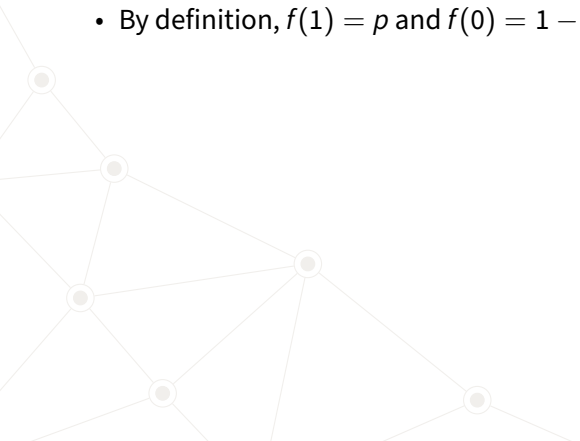 • By definition, f(1) = p and f(0) = 1 −